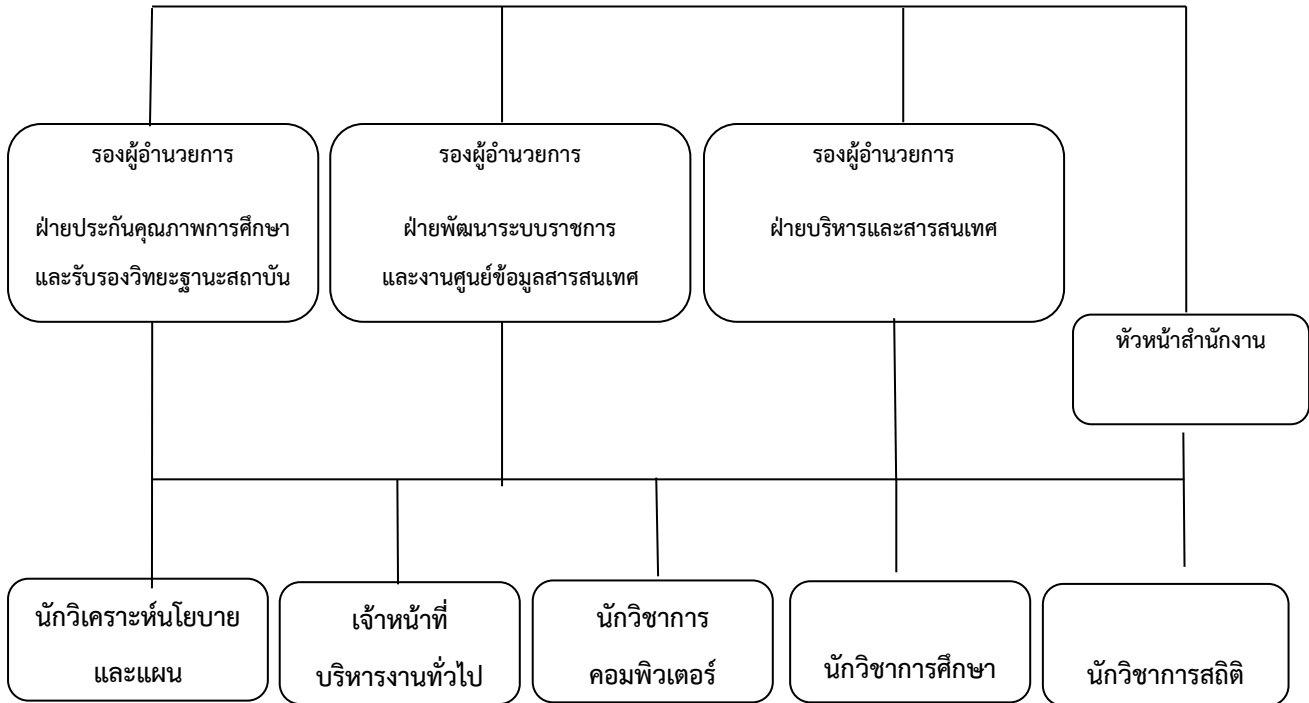 รองผู้อำนวยการ
ฝ่ายประกันคุณภาพการศึกษา
และรับรองวิทยะฐานะสถาบัน
รองผู้อำนวยการ
ฝ่ายพัฒนาระบบราชการ
และงานศูนย์ข้อมูลสารสนเทศ
รองผู้อำนวยการ
ฝ่ายบริหารและสารสนเทศ
หัวหน้าสำนักงาน
นักวิเคราะห์นโยบาย
และแผน
เจ้าหน้าที่
บริหารงานทั่วไป
นักวิชาการ
คอมพิวเตอร์
นักวิชาการศึกษา
นักวิชาการสถิติ